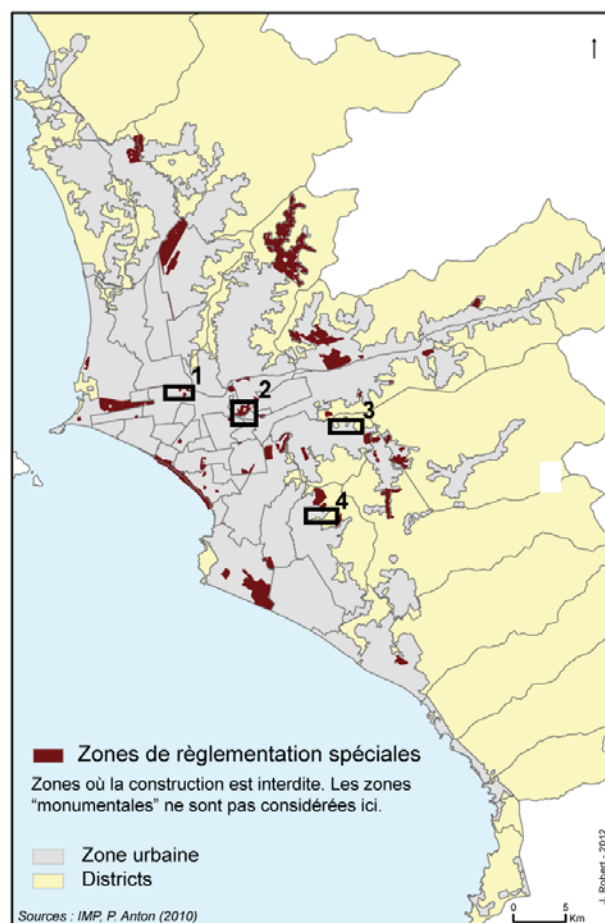 1
2
3
4
Zones de règlementation spéciales
Zones où la construction est interdite. Les zones
“monumentales” ne sont pas considérées ici.
Zone urbaine
Districts
Sources : IMP, P. Anton (2010)
0 5
Km
J. Robert - 2012